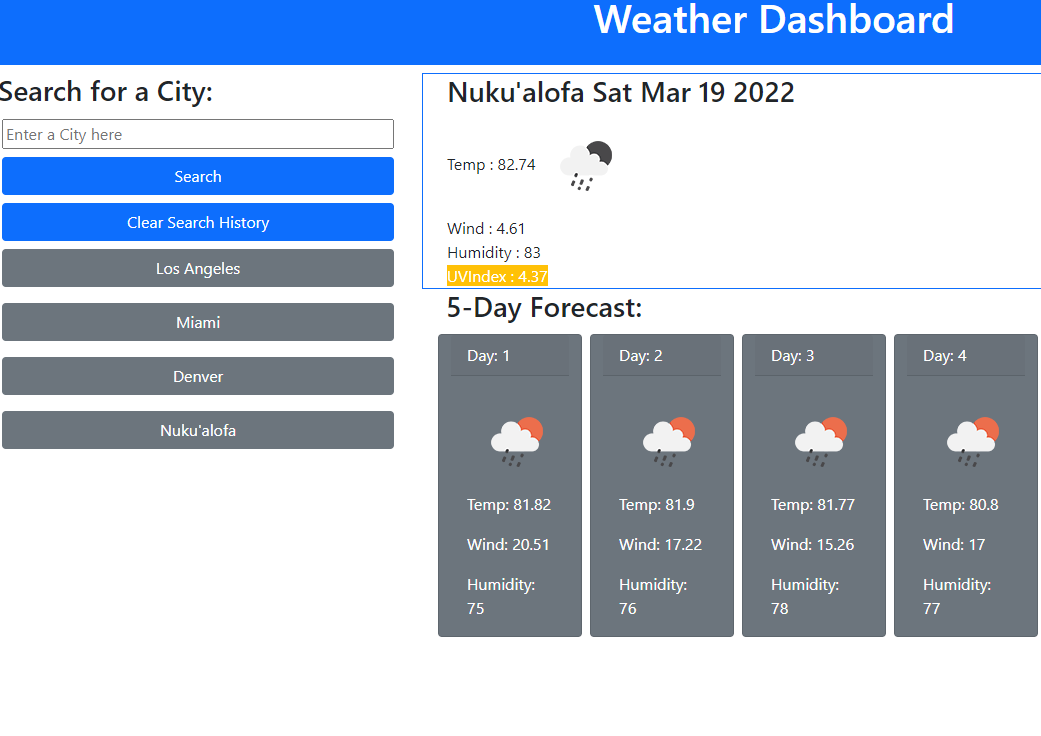 Weather Dashboard
Search for a City:
Enter a City here
Search
Clear Search History
Los Angeles
Miami
Denver
Nuku'alofa
Nuku'alofa Sat Mar 19 2022
Temp : 82.74
Wind : 4.61
Humidity : 83
UVIndex : 4.37
5-Day Forecast:
Day: 1
Temp: 81.82
Wind: 20.51
Humidity:
75
Day: 2
Temp: 81.9
Wind: 17.22
Humidity:
76
Day: 3
Temp: 81.77
Wind: 15.26
Humidity:
78
Day: 4
Temp: 80.8
Wind: 17
Humidity:
77